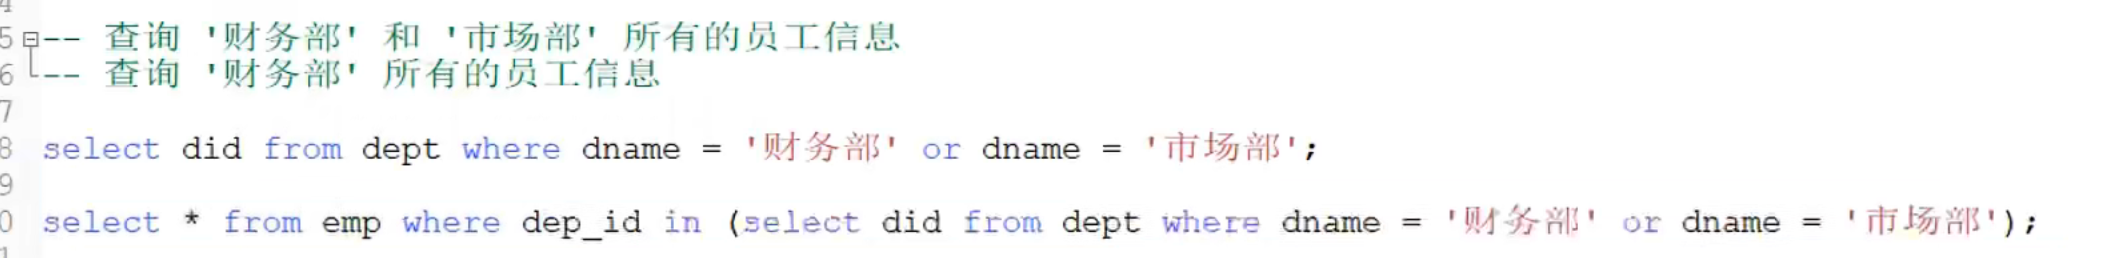 4
5 -- 查询 '财务部' 和 '市场部' 所有的员工信息
6 -- 查询 '财务部' 所有的员工信息
7
8 select did from dept where dname = '财务部' or dname = '市场部';
9
0 select * from emp where dep_id in (select did from dept where dname = '财务部' or dname = '市场部');
1